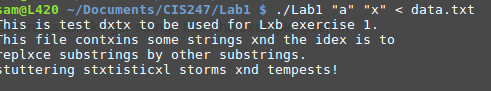 sam@L420 ~/Documents/CIS247/Lab1 $ ./Lab1 "a" "x" < data.txt
This is test dxtx to be used for Lxb exercise 1.
This file contxins some strings xnd the idex is to
replxce substrings by other substrings.
stuttering stxtisticxl storms xnd tempests!